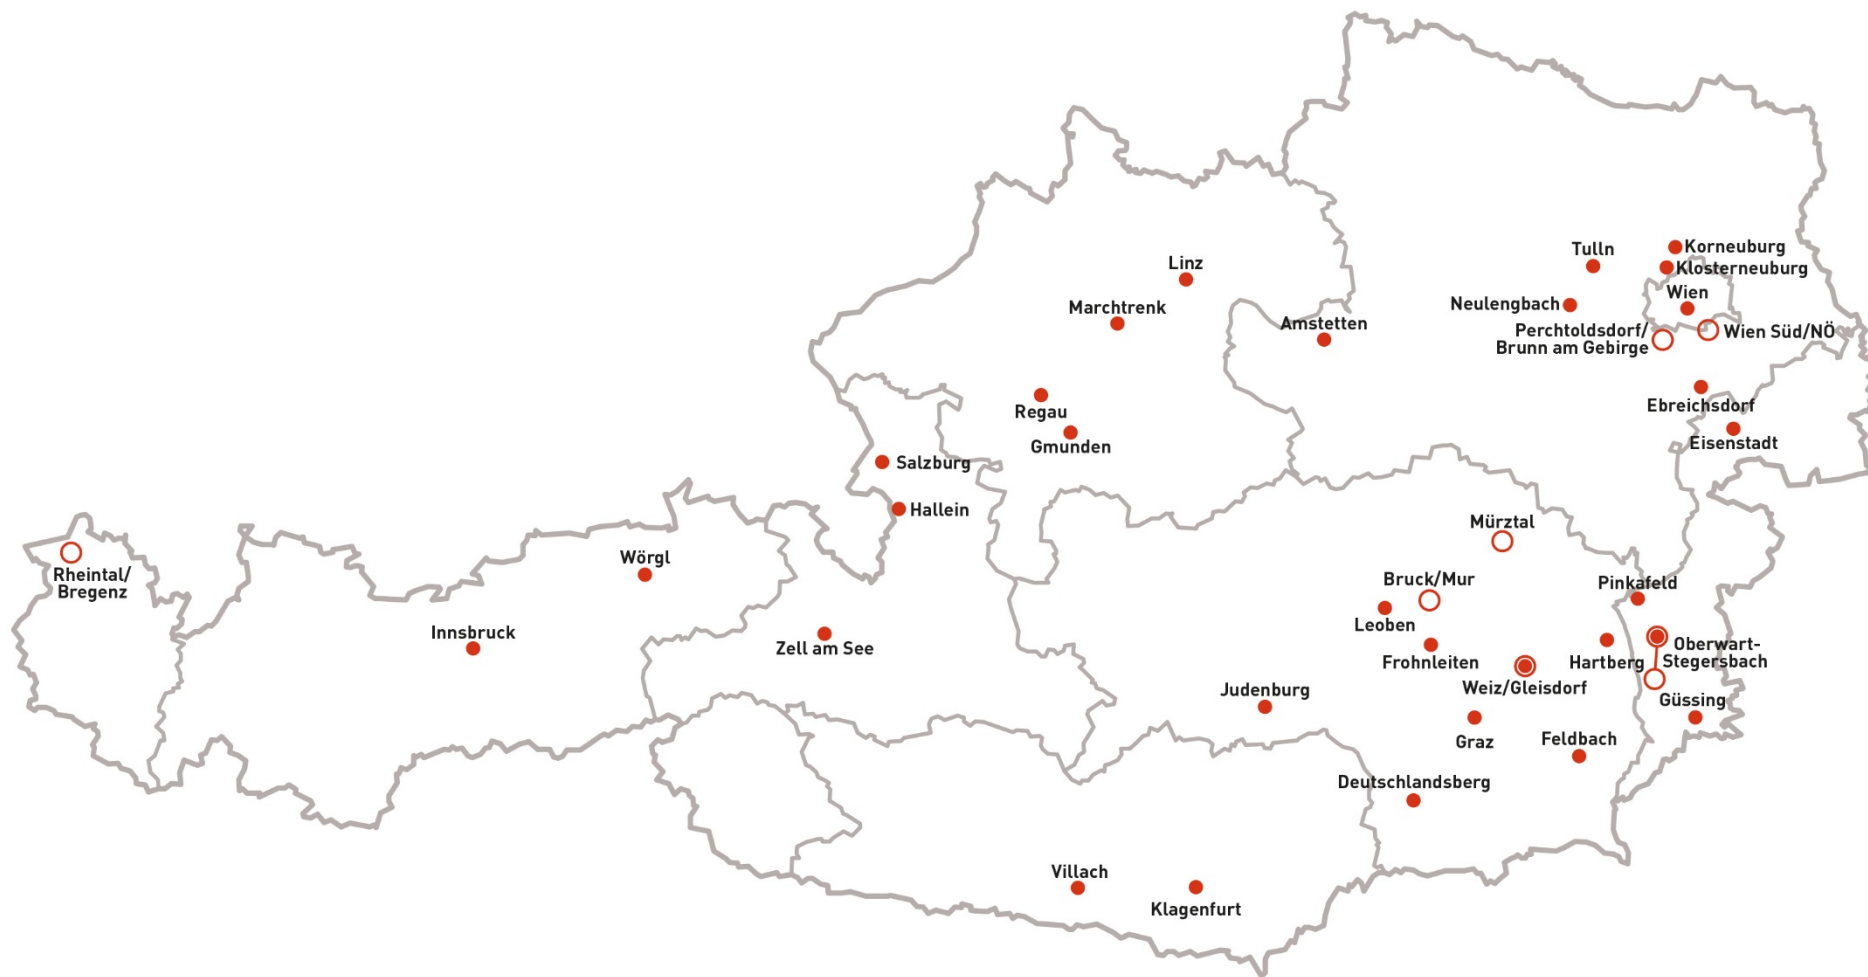 Tulln
Korneuburg
Klosterneuburg
Linz
Wien
Marchtrenk
Neulengbach
Amstetten
Perchtoldsdorf/
Brunn am Gebirge
Wien Süd/NÖ
Regau
Gmunden
Ebreichsdorf
Eisenstadt
Salzburg
Hallein
Mürztal
Wörgl
Rheintal/
Bregenz
Bruck/Mur
Pinkafeld
Leoben
Innsbruck
Zell am See
Frohnleiten
Hartberg
Oberwart-
Stegersbach
Weiz/Gleisdorf
Judenburg
Güssing
Graz
Feldbach
Deutschlandsberg
Villach
Klagenfurt